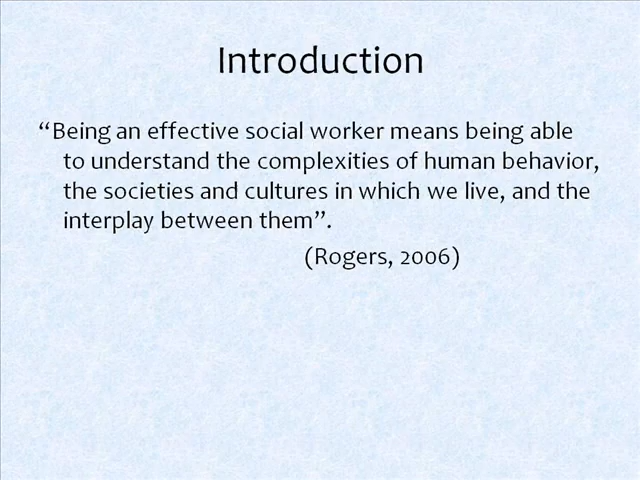 Introduction
“Being an effective social worker means being able
to understand the complexities of human behavior,
the societies and cultures in which we live, and the
interplay between them”.
(Rogers, 2006)